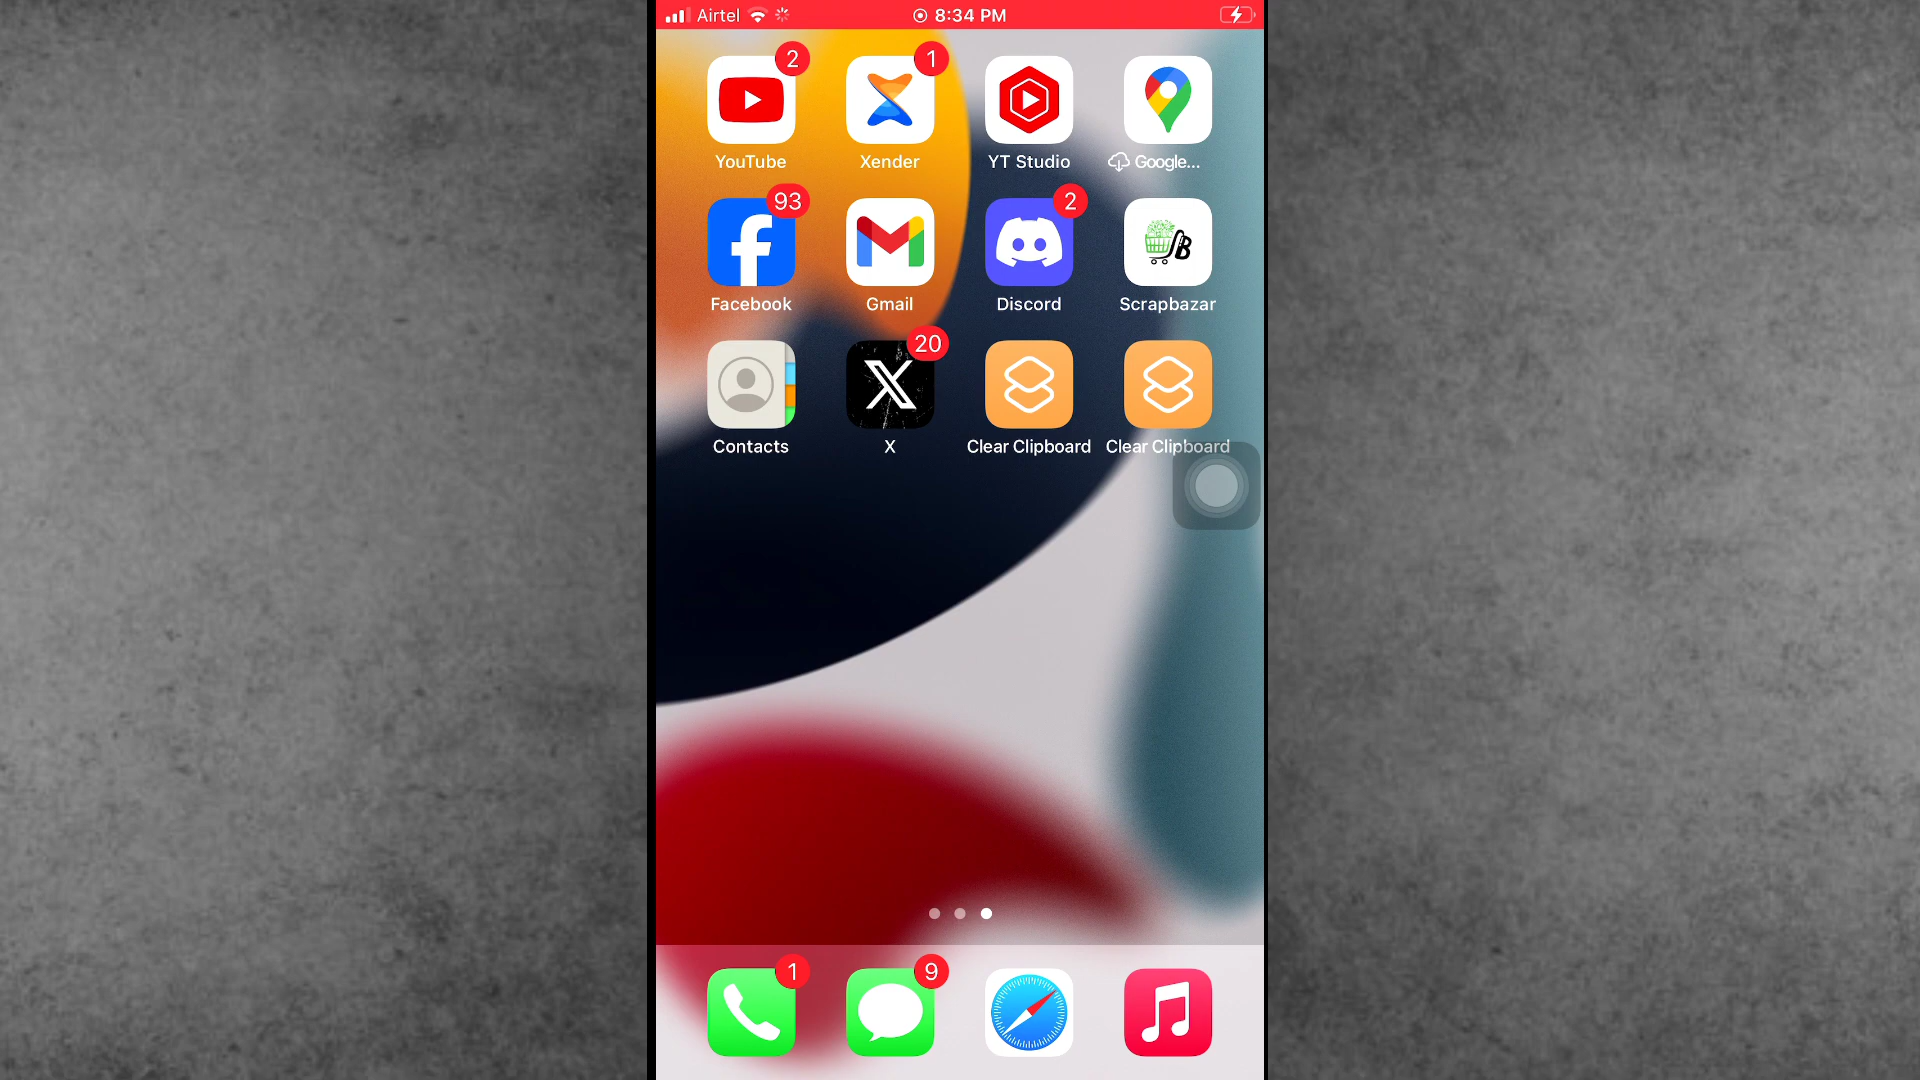 Airtel 8:34 PM
2 1
YouTube Xender YT Studio Google...
93 2
Facebook Gmail Discord Scrapbazar
20
Contacts X Clear Clipboard Clear Clipboard
1 9